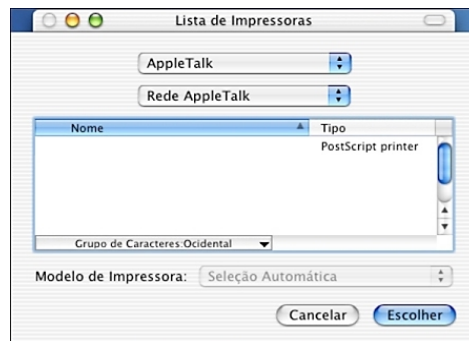 Lista de Impressoras
AppleTalk
Rede AppleTalk
Nome Tipo
PostScript printer
Grupo de Caracteres:Ocidental
Modelo de Impressora: Seleção Automática
Cancelar Escolher